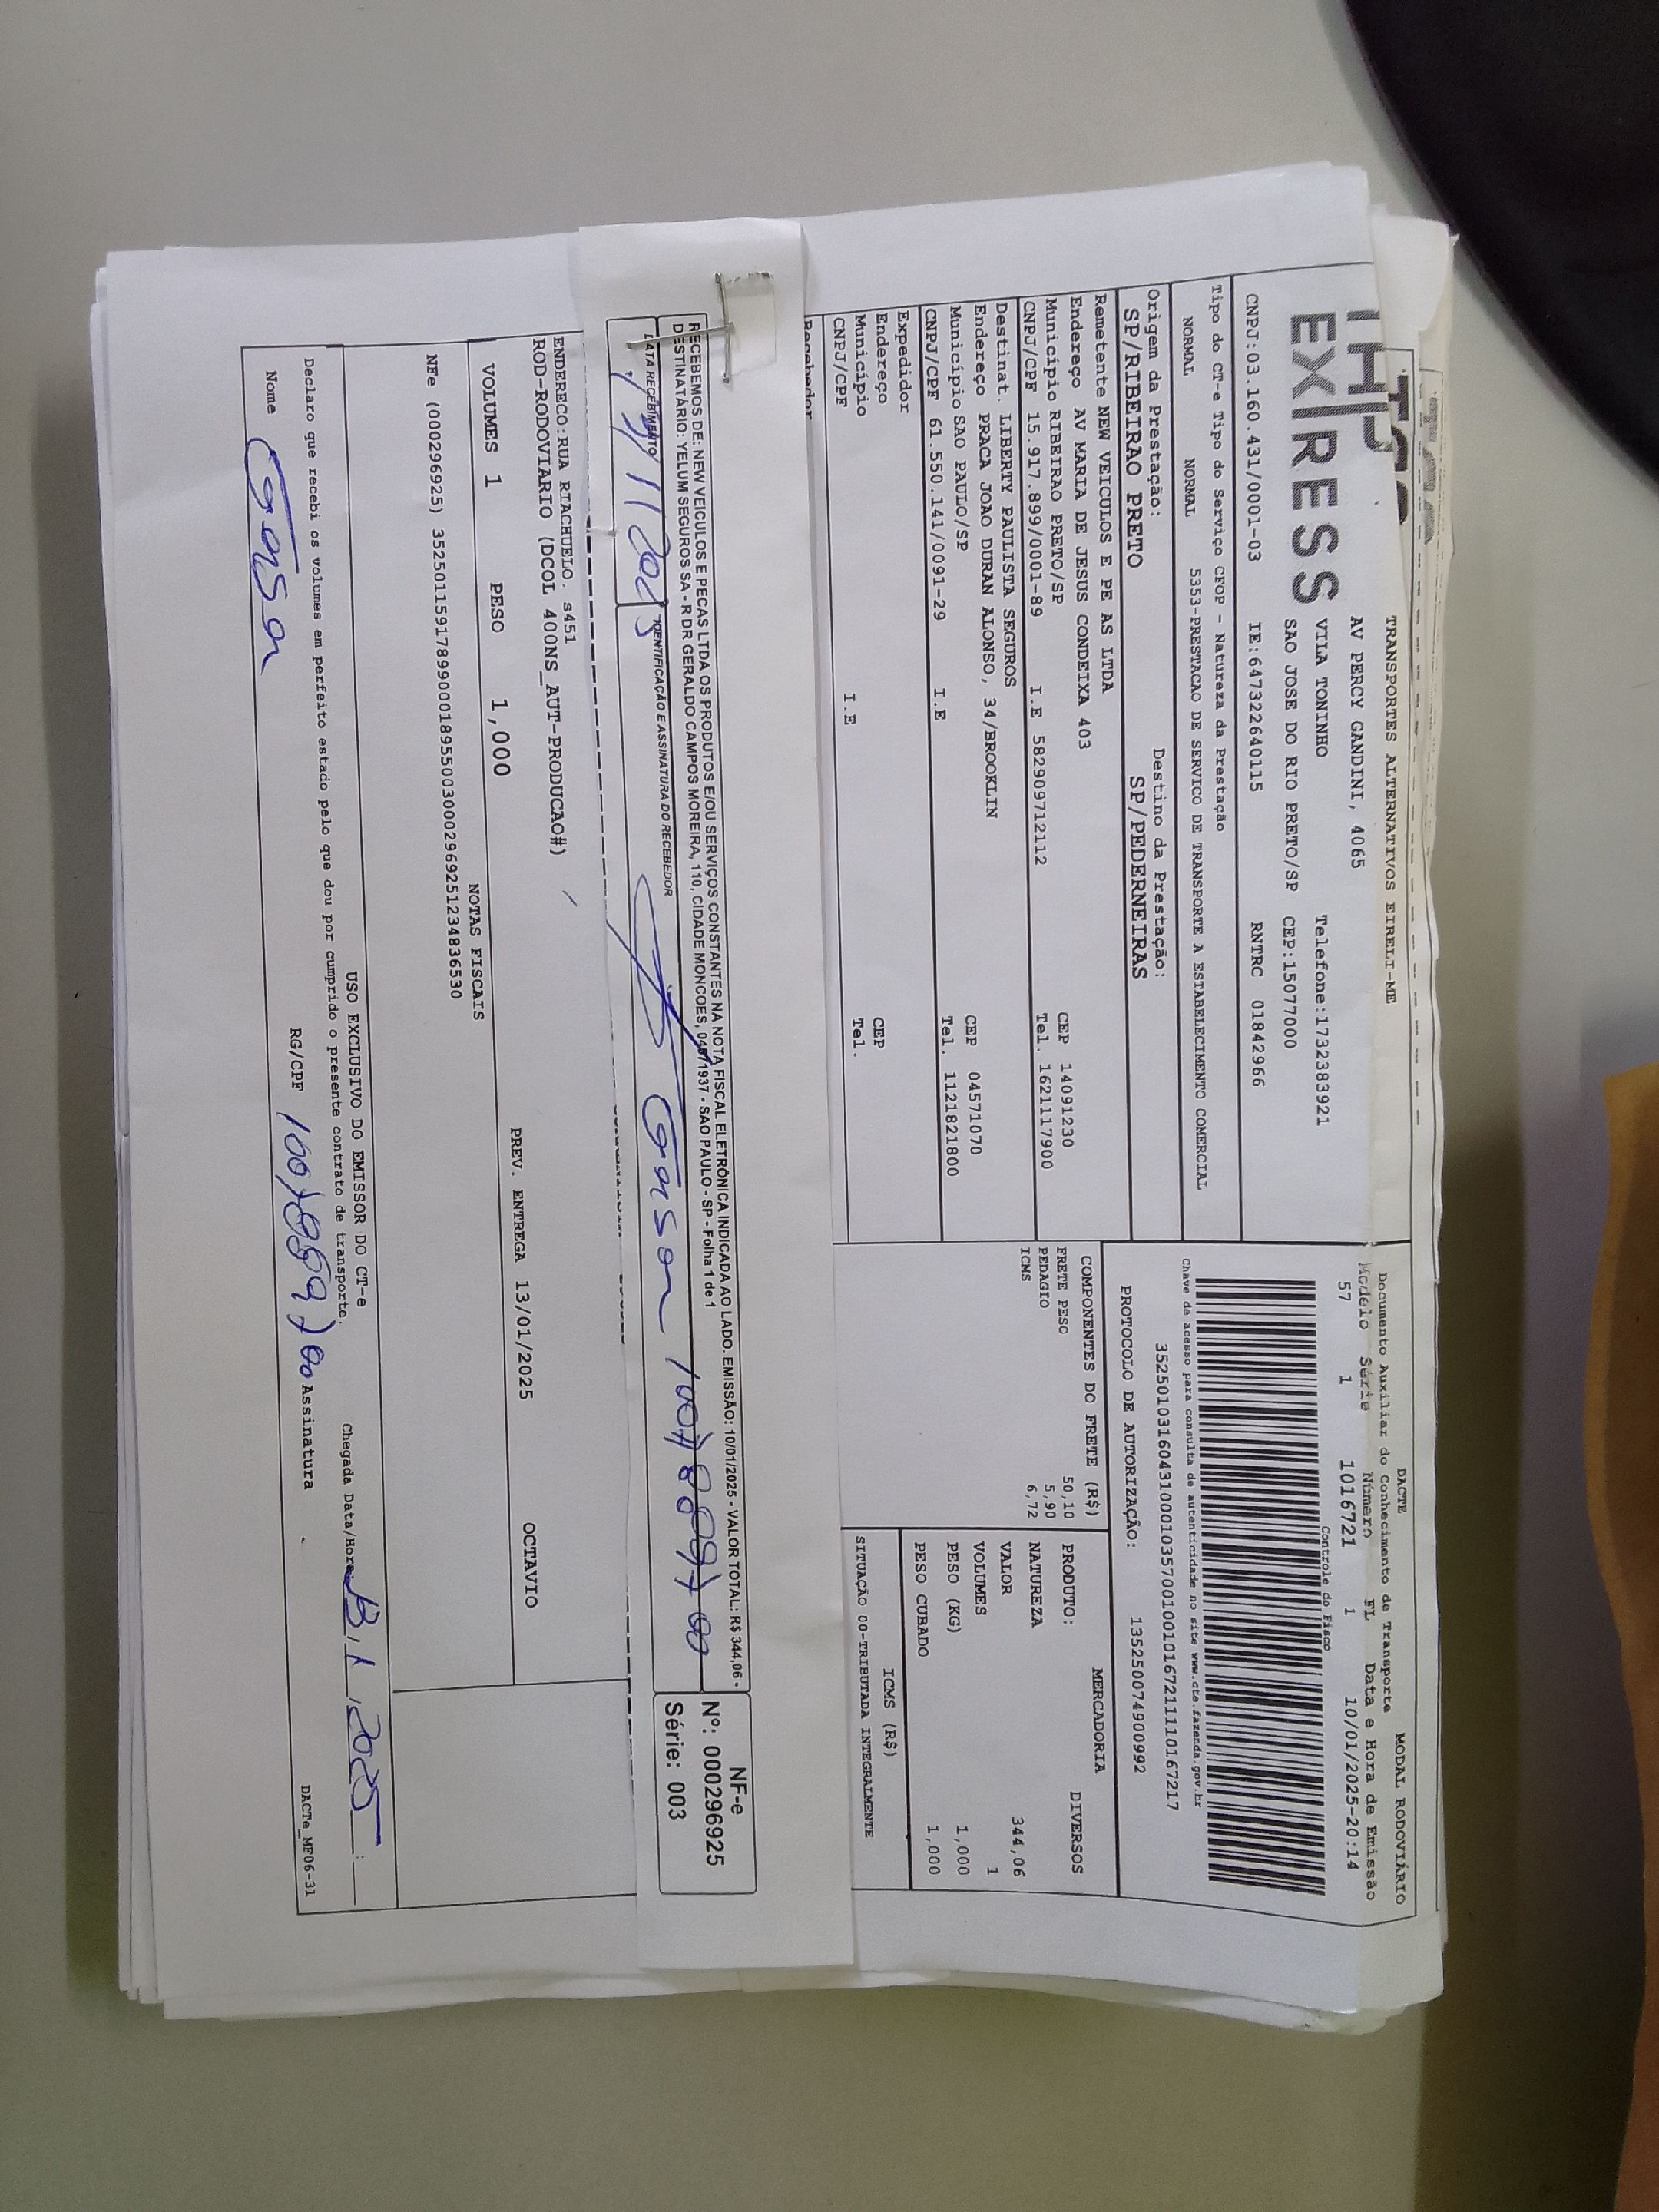 TRANSPORTES ALTERNATIVOS EIRELI-ME
AV PERCY GANDINI, 4065
EXPRESS
VILA TONINHO Telefone:1732383921
SAO JOSE DO RIO PRETO/SP CEP:15077000
CNPJ:03.160.431/0001-03 IE:647322640115 RNTRC 01842966
Tipo do CT-e Tipo do Serviço CFOP - Natureza da Prestação
NORMAL NORMAL 5353-PRESTACAO DE SERVICO DE TRANSPORTE A ESTABELECIMENTO COMERCIAL
Origem da Prestação: Destino da Prestação:
SP/RIBEIRAO PRETO SP/PEDERNEIRAS
Remetente NEW VEICULOS E PE AS LTDA
Endereço AV MARIA DE JESUS CONDEIXA 403
Município RIBEIRAO PRETO/SP CEP 14091230
CNPJ/CPF 15.917.899/0001-89 I.E 582909712112 Tel. 1621117900
Destinat. LIBERTY PAULISTA SEGUROS
Endereço PRACA JOAO DURAN ALONSO, 34/BROOKLIN
Município SAO PAULO/SP CEP 04571070
CNPJ/CPF 61.550.141/0091-29 I.E Tel. 1121821800
Expedidor
Endereço
Município CEP
CNPJ/CPF I.E Tel.
Recebedor
DACTE MODAL RODOVIÁRIO
Documento Auxiliar do Conhecimento de Transporte
Modelo Série Número FL Data e Hora de Emissão
57 1 1016721 1 10/01/2025-20:14
Controle do Fisco
Chave de acesso para consulta de autenticidade no site www.cte.fazenda.gov.br
35250103160431000103570010010167211110167217
PROTOCOLO DE AUTORIZAÇÃO: 135250074900992
COMPONENTES DO FRETE (R$)
FRETE PESO 50,10
PEDAGIO 5,90
ICMS 6,72
MERCADORIA
PRODUTO: DIVERSOS
NATUREZA
VALOR 344,06
VOLUMES 1
PESO (KG) 1,000
PESO CUBADO 1,000
ICMS (R$)
SITUAÇÃO 00-TRIBUTADA INTEGRALMENTE
RECEBEMOS DE: NEW VEICULOS E PECAS LTDA OS PRODUTOS E/OU SERVIÇOS CONSTANTES NA NOTA FISCAL ELETRÔNICA INDICADA AO LADO. EMISSÃO: 10/01/2025 - VALOR TOTAL: R$ 344,06 -
DESTINATÁRIO: YELUM SEGUROS SA - R DR GERALDO CAMPOS MOREIRA, 110, CIDADE MONCOES, 04571937 - SAO PAULO - SP - Folha 1 de 1
DATA RECEBIMENTO IDENTIFICAÇÃO E ASSINATURA DO RECEBEDOR
NF-e
Nº: 000296925
Série: 003
ENDERECO:RUA RIACHUELO. s451
ROD-RODOVIARIO (DCOL 400NS_AUT-PRODUCAO#)
PREV. ENTREGA 13/01/2025 OCTAVIO
VOLUMES 1 PESO 1,000
NOTAS FISCAIS
NFe (000296925) 35250115917899000189550030002969251234836530
USO EXCLUSIVO DO EMISSOR DO CT-e
Declaro que recebi os volumes em perfeito estado pelo que dou por cumprido o presente contrato de transporte.
Chegada Data/Hora 13/1/2025
Nome RG/CPF Assinatura
DACTe_MF06-31